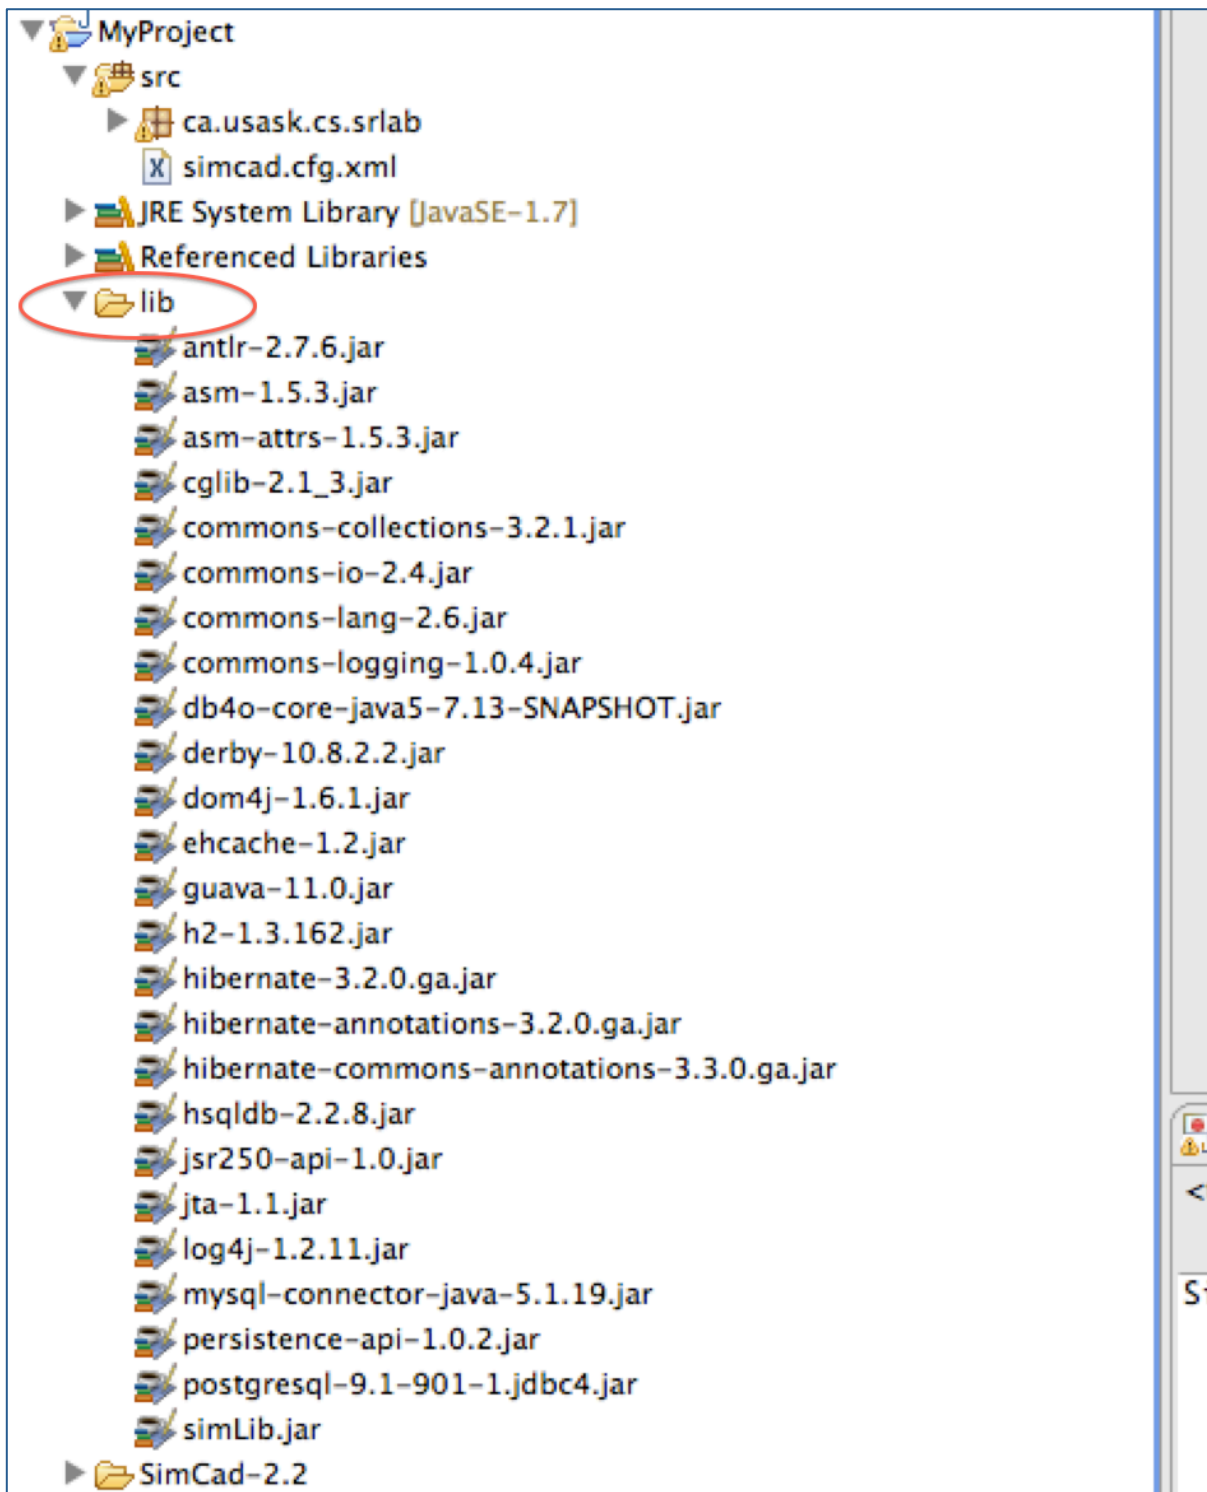 MyProject
src
ca.usask.cs.srlab
simcad.cfg.xml
JRE System Library [JavaSE-1.7]
Referenced Libraries
lib
antlr-2.7.6.jar
asm-1.5.3.jar
asm-attrs-1.5.3.jar
cglib-2.1_3.jar
commons-collections-3.2.1.jar
commons-io-2.4.jar
commons-lang-2.6.jar
commons-logging-1.0.4.jar
db4o-core-java5-7.13-SNAPSHOT.jar
derby-10.8.2.2.jar
dom4j-1.6.1.jar
ehcache-1.2.jar
guava-11.0.jar
h2-1.3.162.jar
hibernate-3.2.0.ga.jar
hibernate-annotations-3.2.0.ga.jar
hibernate-commons-annotations-3.3.0.ga.jar
hsqldb-2.2.8.jar
jsr250-api-1.0.jar
jta-1.1.jar
log4j-1.2.11.jar
mysql-connector-java-5.1.19.jar
persistence-api-1.0.2.jar
postgresql-9.1-901-1.jdbc4.jar
simLib.jar
SimCad-2.2